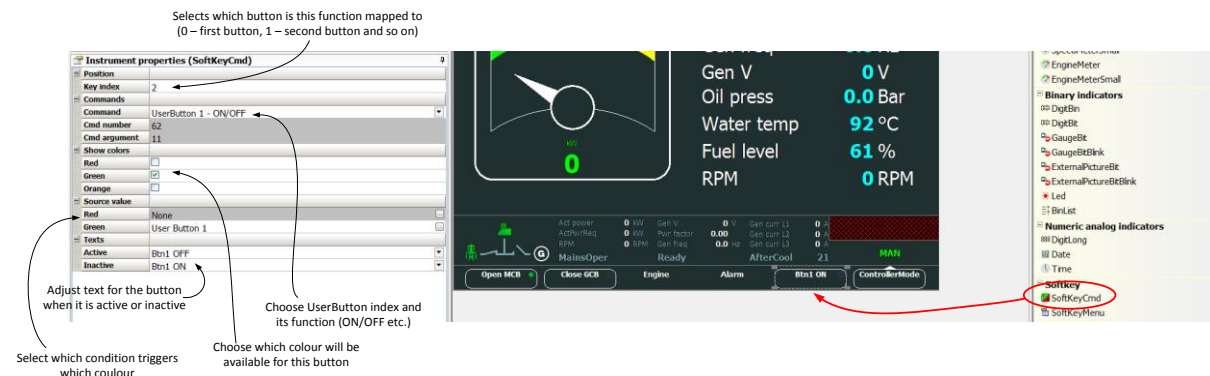 Selects which button is this function mapped to
(0 – first button, 1 – second button and so on)
Instrument properties (SoftKeyCmd)
Position
Key index 2
Commands
Command UserButton 1 - ON/OFF
Cmd number 62
Cmd argument 11
Show colors
Red
Green
Orange
Source value
Red None
Green User Button 1
Texts
Active Btn1 OFF
Inactive Btn1 ON
Adjust text for the button
when it is active or inactive
Choose UserButton index and
its function (ON/OFF etc.)
Choose which colour will be
available for this button
Select which condition triggers
which coulour
kW
0
Gen V 0 V
Oil press 0.0 Bar
Water temp 92 °C
Fuel level 61 %
RPM 0 RPM
Act power 0 kW Gen V 0 V Gen curr L1 0 A
ActPwrReq 0 kW Pwr factor 0.00 Gen curr L2 0 A
RPM 0 RPM Gen freq 0.0 Hz Gen curr L3 0 A
G MainsOper Ready AfterCool 21 MAN
Open MCB Close GCB Engine Alarm Btn1 ON ControllerMode
SpeedMeterSmall
EngineMeter
EngineMeterSmall
Binary indicators
DigtBin
DigtBit
GaugeBit
GaugeBitBlink
ExternalPictureBit
ExternalPictureBitBlink
Led
BinList
Numeric analog indicators
DigtLong
Date
Time
Softkey
SoftKeyCmd
SoftKeyMenu